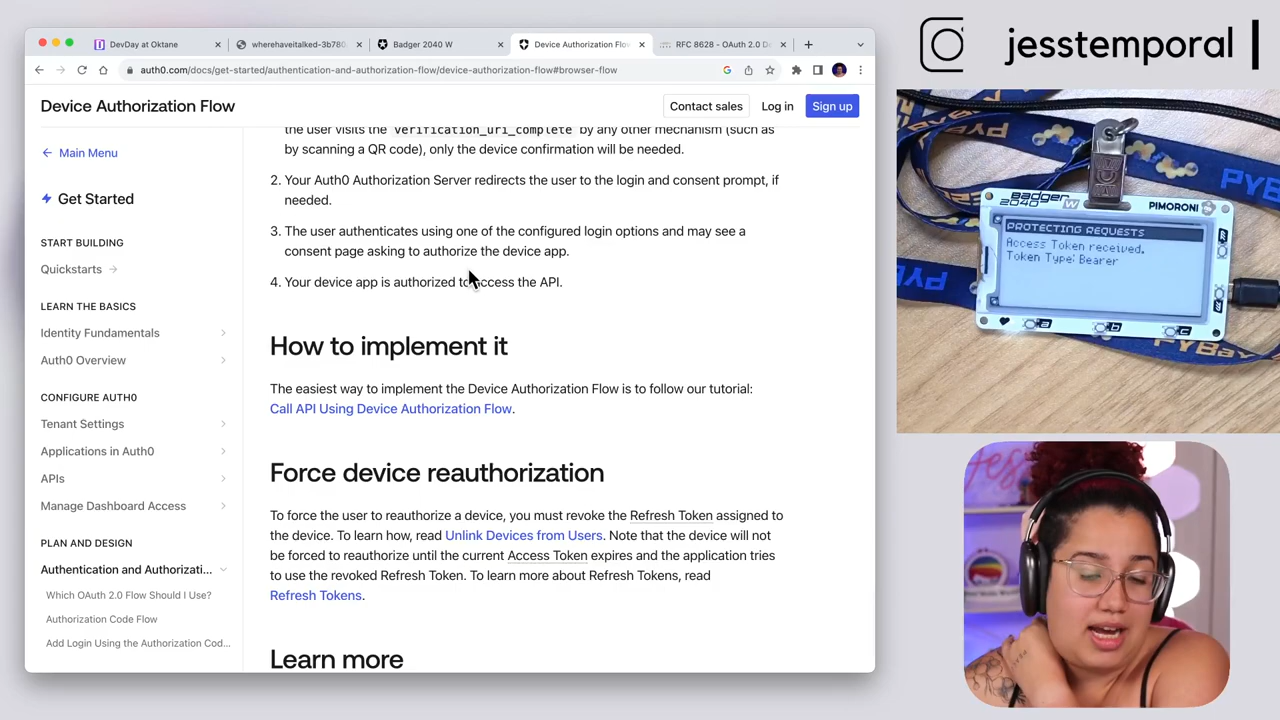 DevDay at Oktane
wherehaveitalked-3b78
Badger 2040 W
Device Authorization Flo
RFC 8628 - OAuth 2.0 D
auth0.com/docs/get-started/authentication-and-authorization-flow/device-authorization-flow#browser-flow
Device Authorization Flow
Contact sales
Log in
Sign up
Main Menu
Get Started
START BUILDING
Quickstarts
LEARN THE BASICS
Identity Fundamentals
Auth0 Overview
CONFIGURE AUTH0
Tenant Settings
Applications in Auth0
APIs
Manage Dashboard Access
PLAN AND DESIGN
Authentication and Authorizati...
Which OAuth 2.0 Flow Should I Use?
Authorization Code Flow
Add Login Using the Authorization Cod...
the user visits the verification_uri_complete by any other mechanism (such as
by scanning a QR code), only the device confirmation will be needed.
2. Your Auth0 Authorization Server redirects the user to the login and consent prompt, if
needed.
3. The user authenticates using one of the configured login options and may see a
consent page asking to authorize the device app.
4. Your device app is authorized to access the API.
How to implement it
The easiest way to implement the Device Authorization Flow is to follow our tutorial:
Call API Using Device Authorization Flow.
Force device reauthorization
To force the user to reauthorize a device, you must revoke the Refresh Token assigned to
the device. To learn how, read Unlink Devices from Users. Note that the device will not
be forced to reauthorize until the current Access Token expires and the application tries
to use the revoked Refresh Token. To learn more about Refresh Tokens, read
Refresh Tokens.
Learn more
jesstemporal
Badger
2040 W
PIMORONI
PROTECTING REQUESTS
Access Token received.
Token Type: Bearer
a
b
c
PYBay